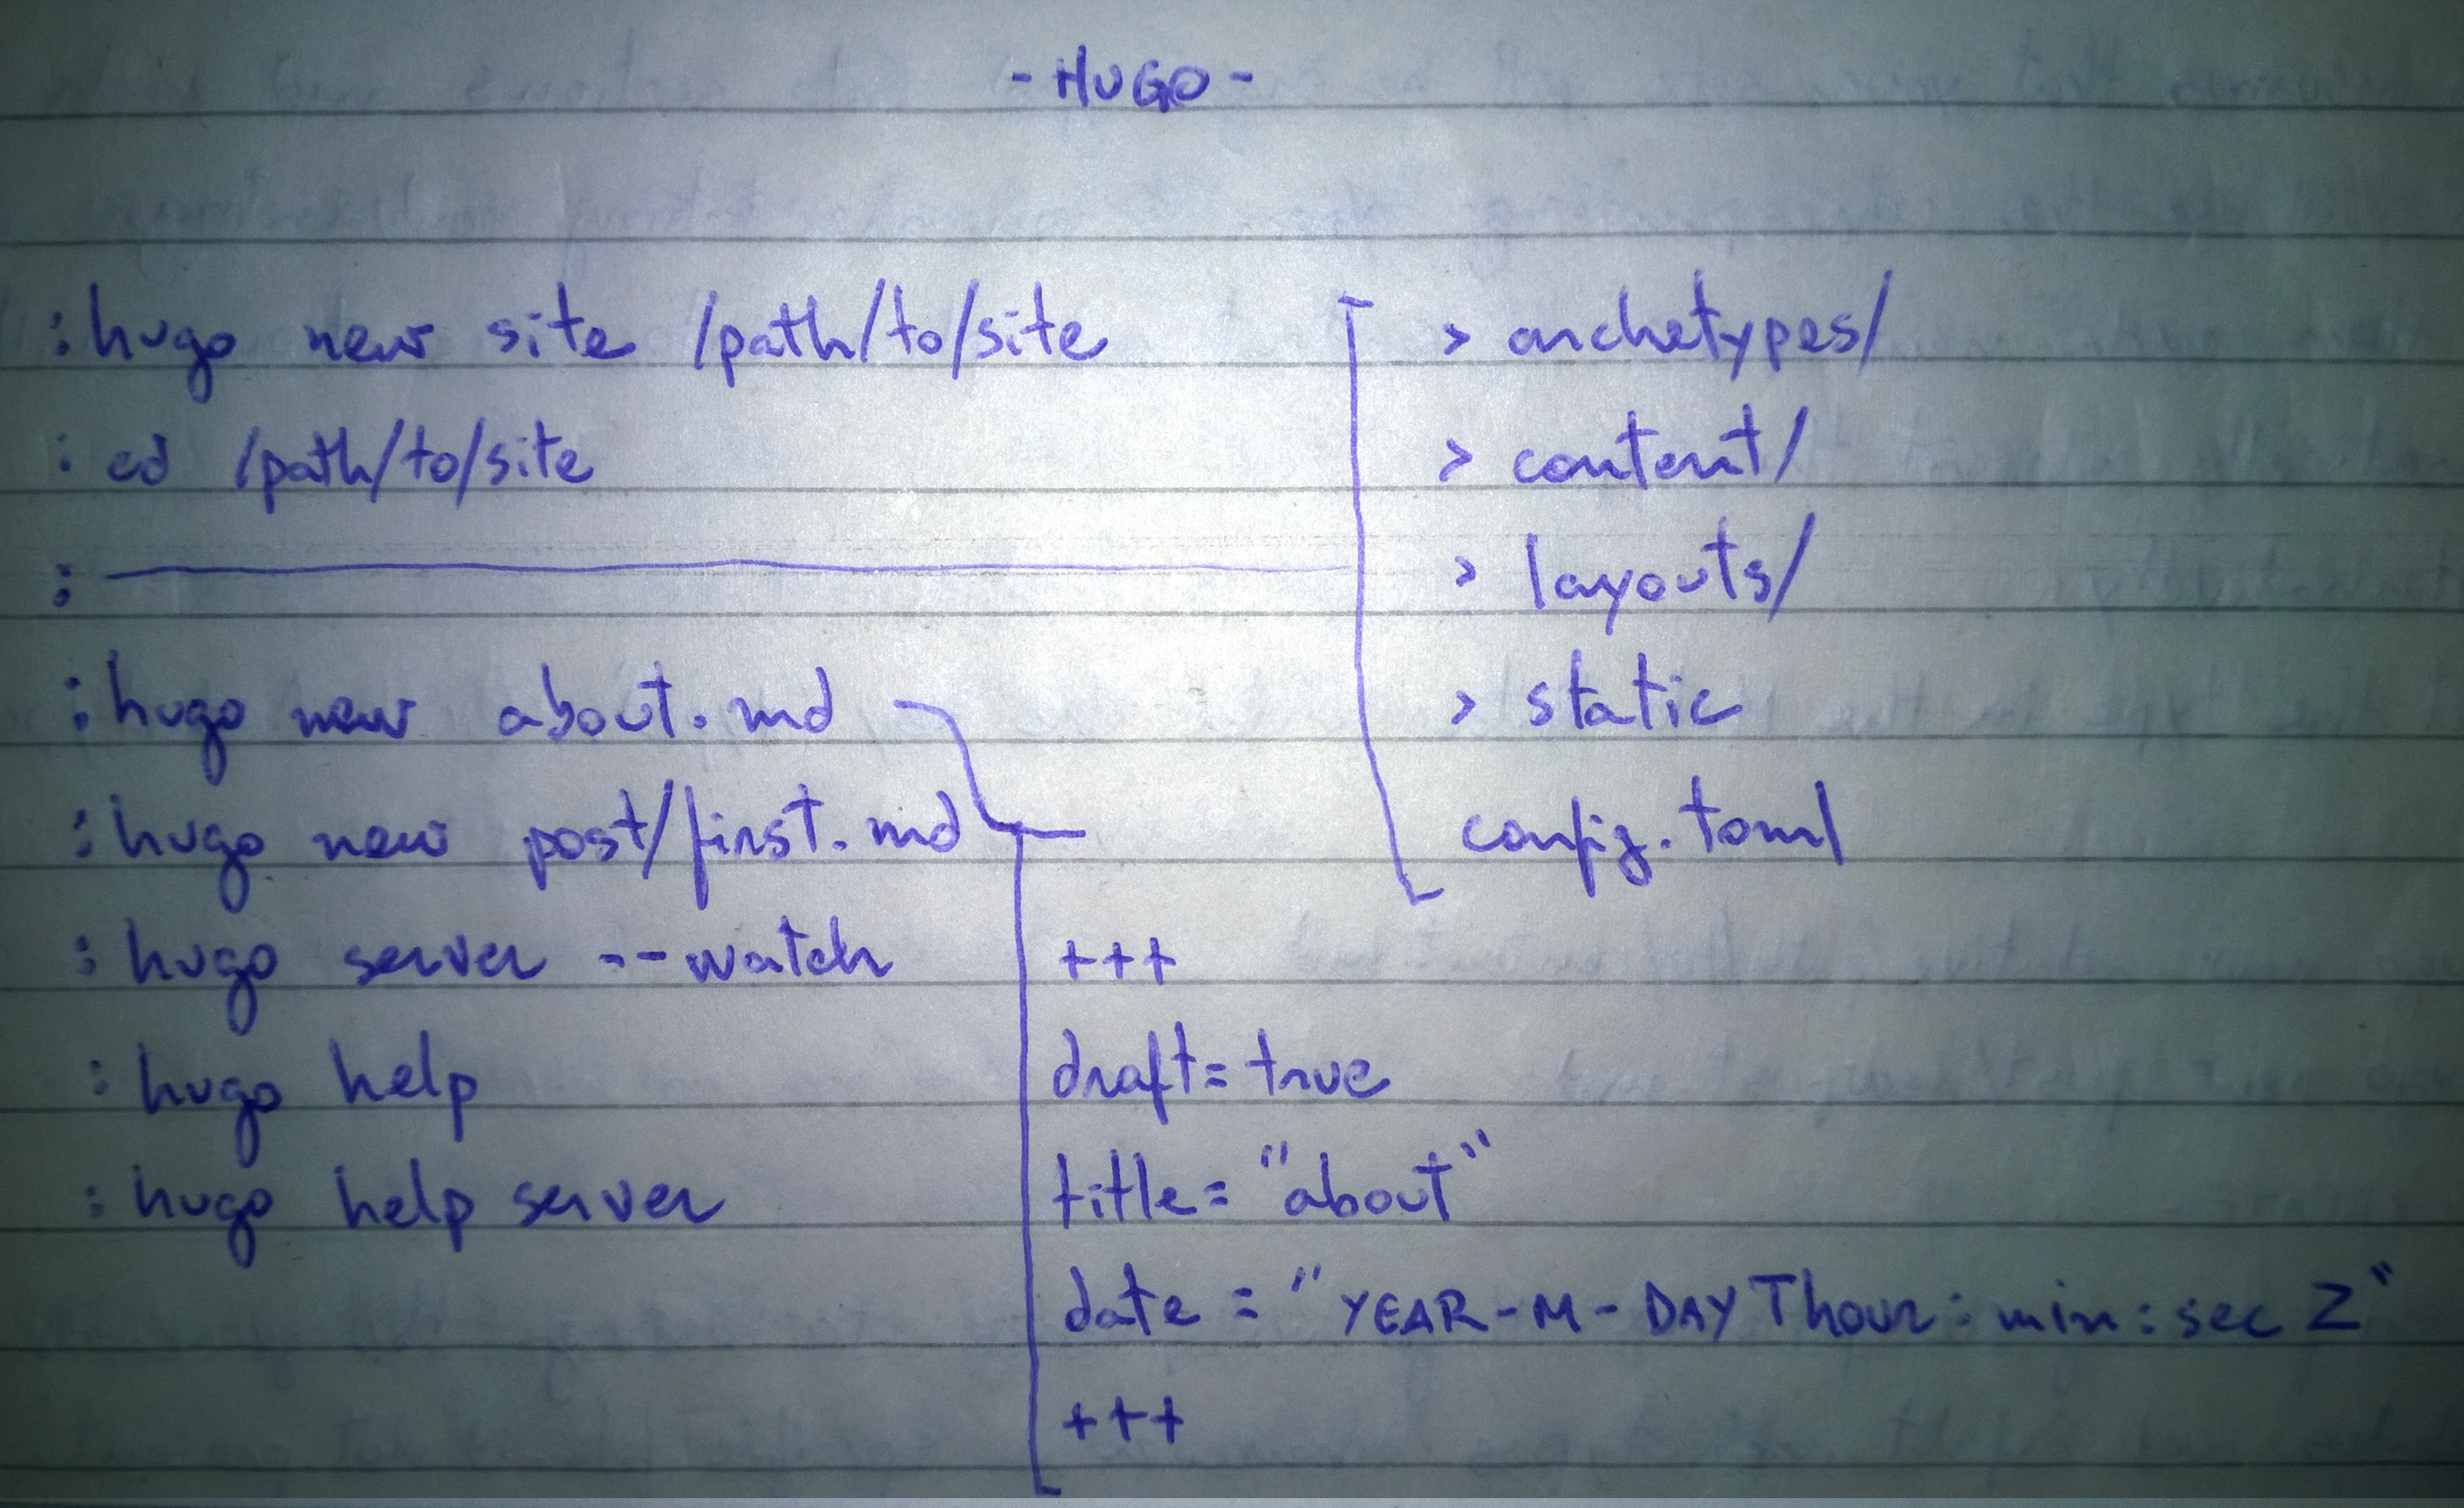 - HUGO -
:hugo new site /path/to/site
: cd /path/to/site
:
:hugo new about.md
:hugo new post/first.md
:hugo server --watch
:hugo help
:hugo help server
> archetypes/
> content/
> layouts/
> static
config.toml
+++
draft= true
title= "about"
date = "YEAR-M-DAYThour:min:sec Z"
+++